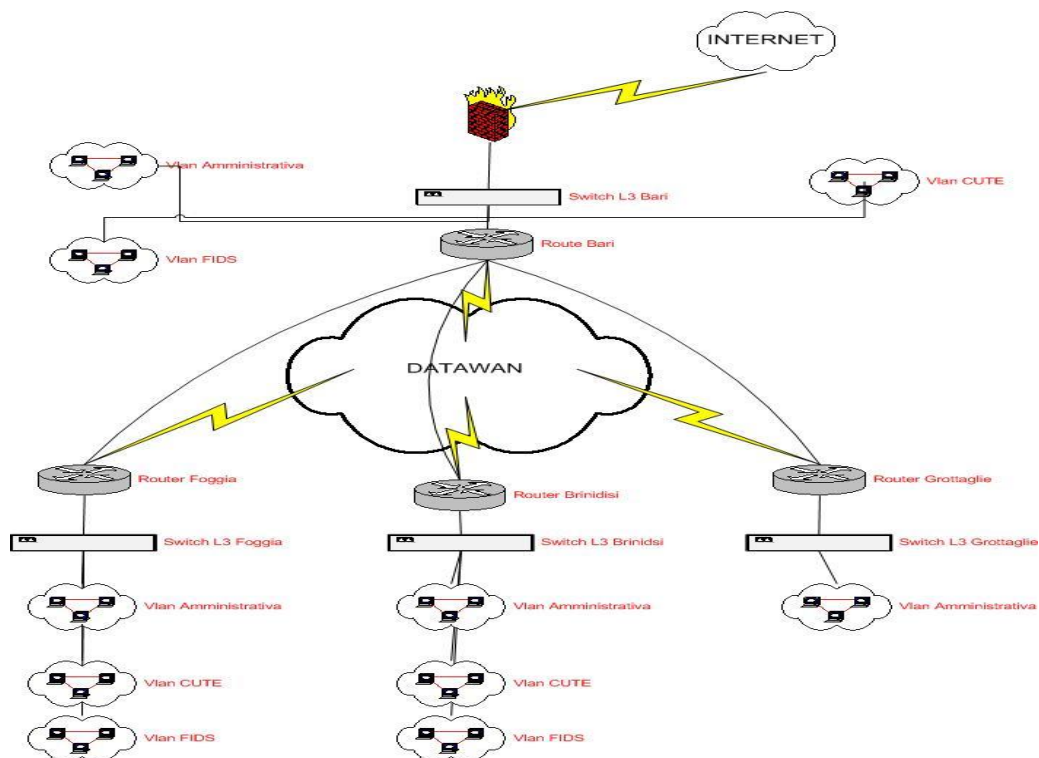 INTERNET
Vlan Amministrativa
Vlan CUTE
Switch L3 Bari
Route Bari
Vlan FIDS
DATAWAN
Router Foggia
Router Brinidisi
Router Grottaglie
Switch L3 Foggia
Switch L3 Brinidsi
Switch L3 Grottaglie
Vlan Amministrativa
Vlan Amministrativa
Vlan Amministrativa
Vlan CUTE
Vlan CUTE
Vlan FIDS
Vlan FIDS